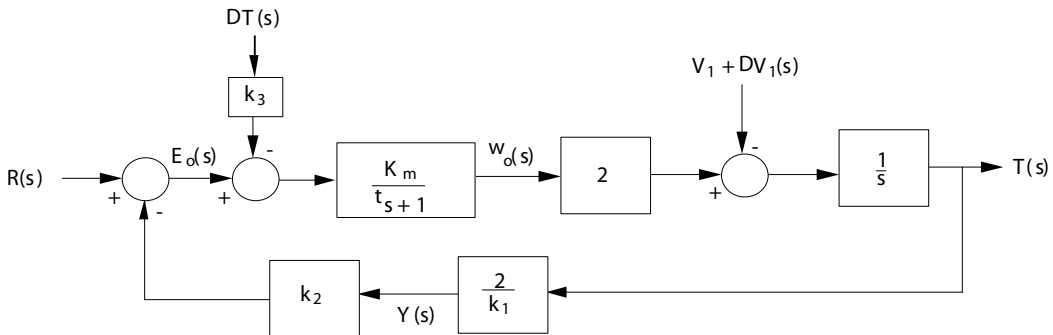 DT(s)
k3
V1 + DV1(s)
R(s)
+
-
Eo(s)
+
-
Km
ts + 1
wo(s)
2
+
-
1
s
T(s)
k2
Y(s)
2
k1